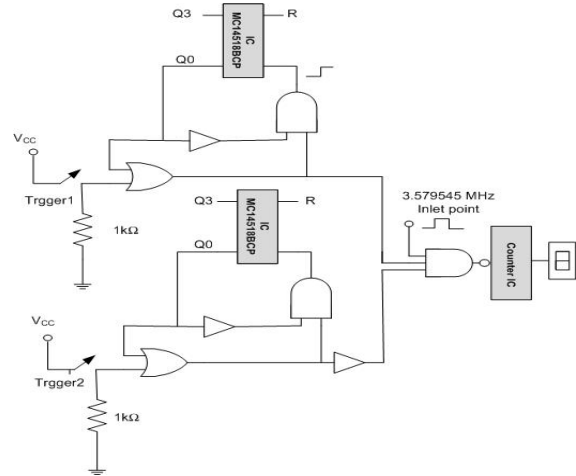 Q3
IC
MC14518BCP
R
Q0
VCC
Trgger1
1kΩ
Q3
IC
MC14518BCP
R
Q0
3.579545 MHz
Inlet point
Counter IC
VCC
Trgger2
1kΩ